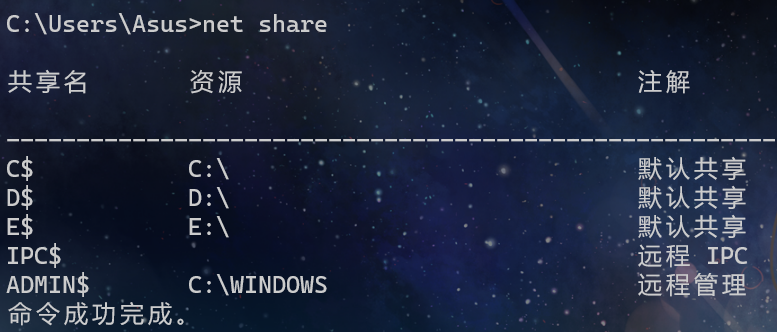 C:\Users\Asus>net share
共享名 资源 注解
-------------------------------------------------------------------------------
C$ C:\ 默认共享
D$ D:\ 默认共享
E$ E:\ 默认共享
IPC$ 远程 IPC
ADMIN$ C:\WINDOWS 远程管理
命令成功完成。